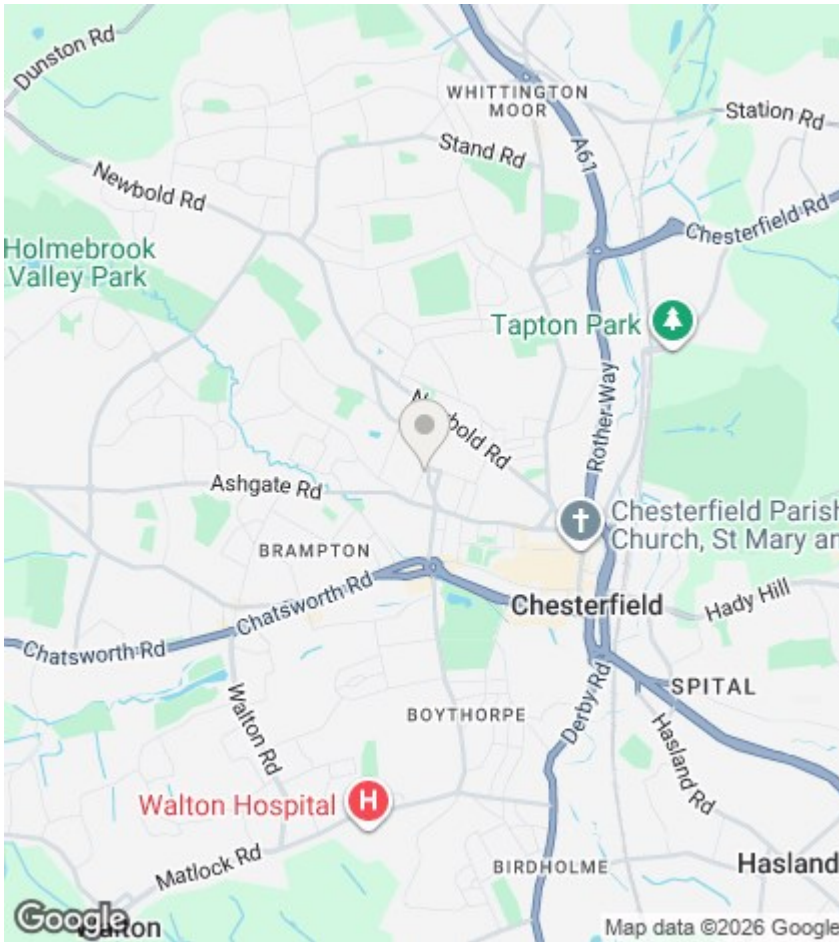 Dunston Rd
WHITTINGTON
MOOR
Station Rd
Stand Rd
A61
Newbold Rd
Chesterfield Rd
Holmebrook
Valley Park
Tapton Park
Rother Way
Newbold Rd
Ashgate Rd
Chesterfield Parish
Church, St Mary an
BRAMPTON
Chatsworth Rd
Chesterfield
Hady Hill
Chatsworth Rd
SPITAL
Walton Rd
BOYTHORPE
Derby Rd
Hasland Rd
Walton Hospital
H
Matlock Rd
BIRDHOLME
Hasland
Google
Walton
Map data ©2026 Google